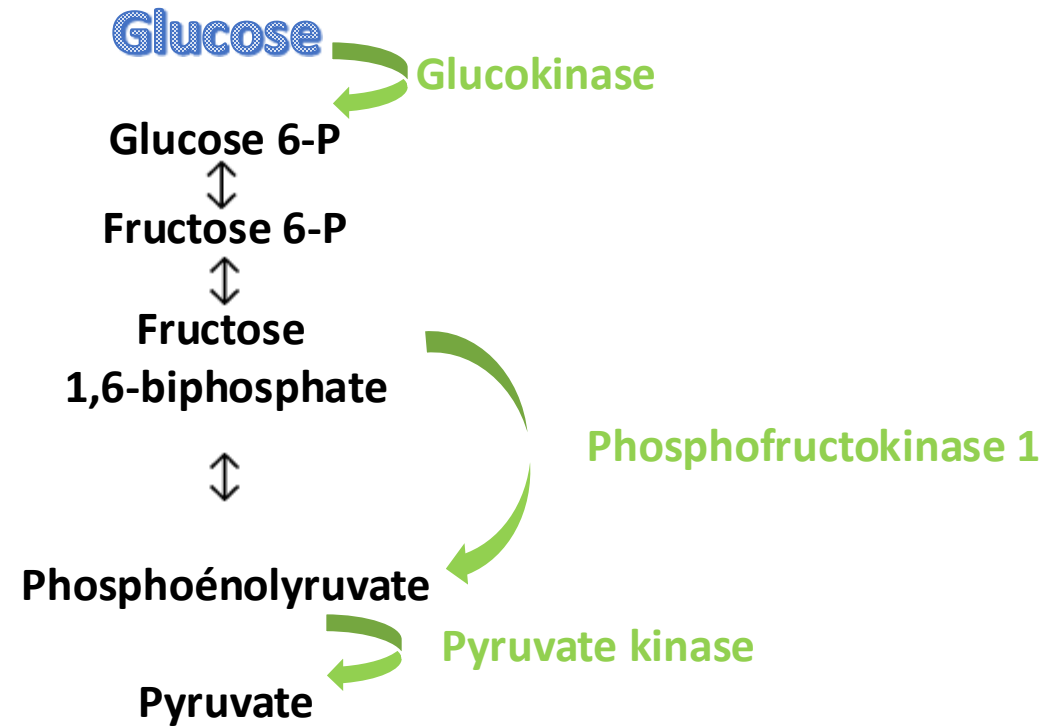 Glucose
Glucokinase
Glucose 6-P
Fructose 6-P
Fructose
1,6-biphosphate
Phosphofructokinase 1
Phosphoénolyruvate
Pyruvate kinase
Pyruvate